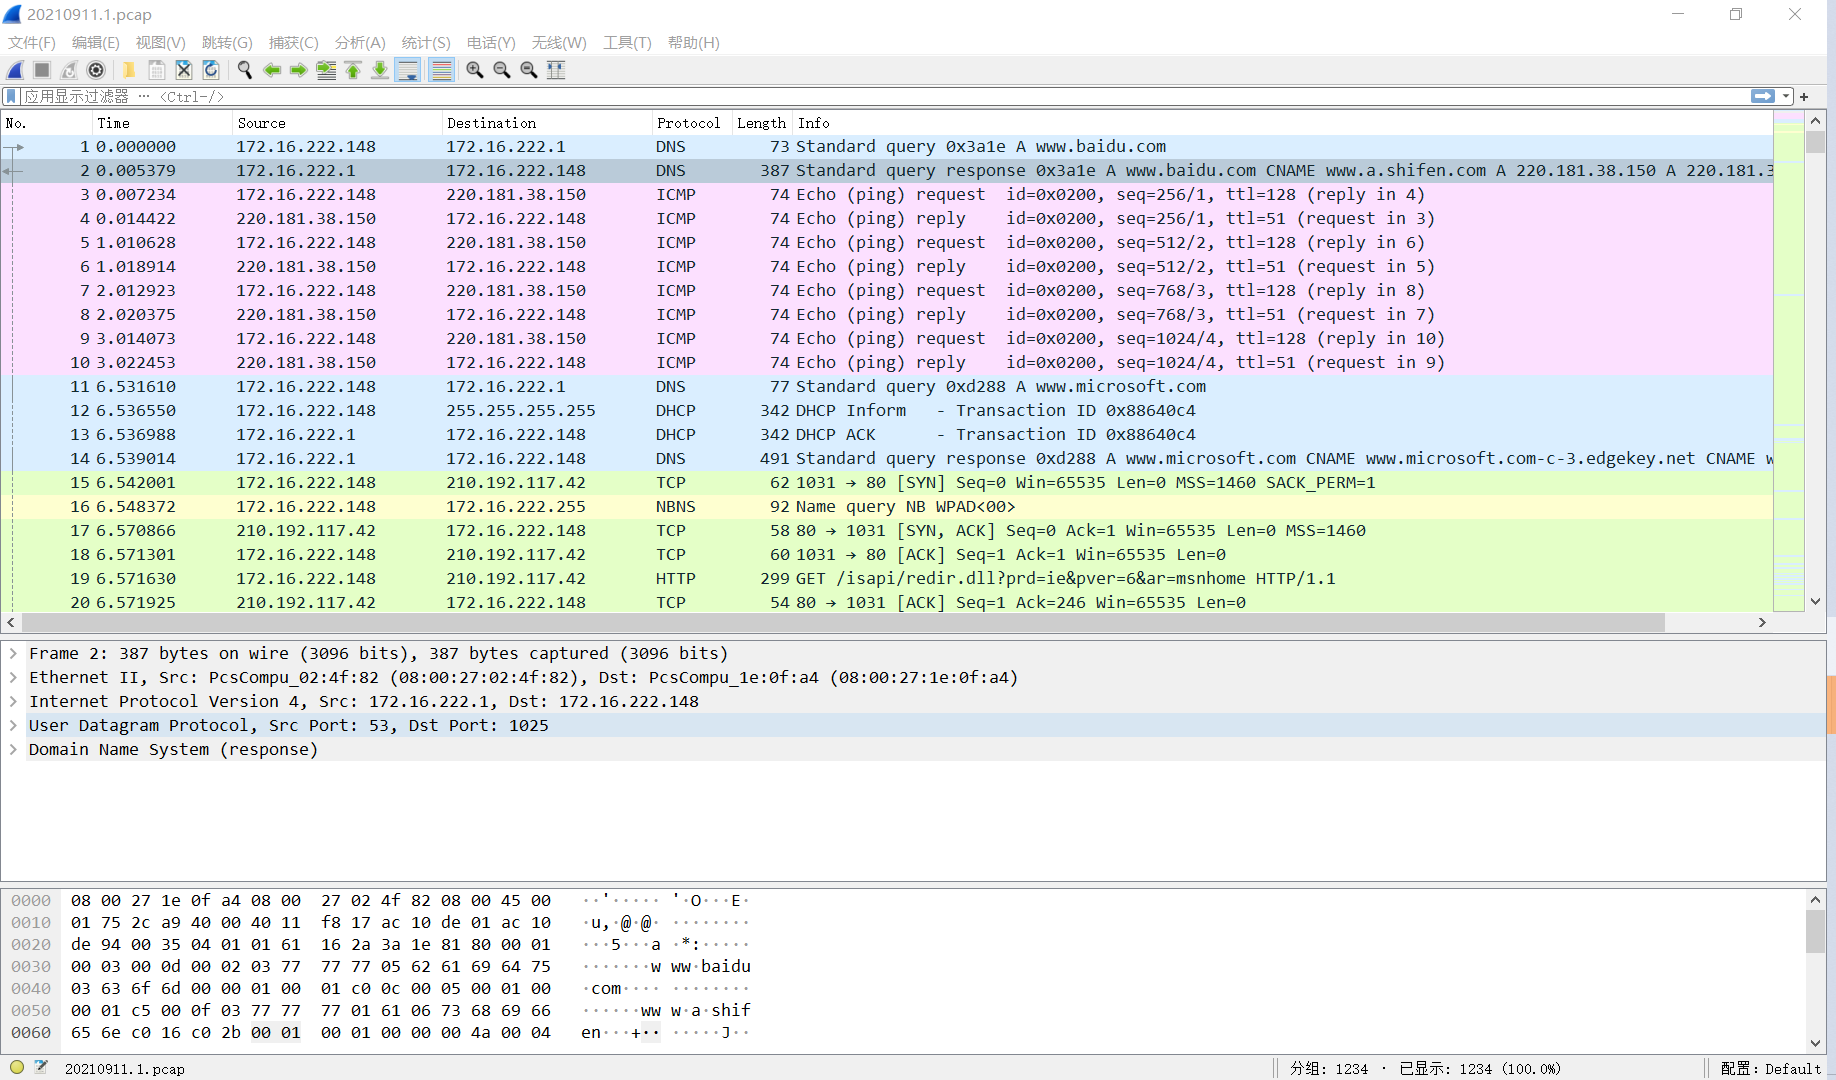 20210911.1.pcap
文件(F) 编辑(E) 视图(V) 跳转(G) 捕获(C) 分析(A) 统计(S) 电话(Y) 无线(W) 工具(T) 帮助(H)
应用显示过滤器 … <Ctrl-/>
No. Time Source Destination Protocol Length Info
1 0.000000 172.16.222.148 172.16.222.1 DNS 73 Standard query 0x3a1e A www.baidu.com
2 0.005379 172.16.222.1 172.16.222.148 DNS 387 Standard query response 0x3a1e A www.baidu.com CNAME www.a.shifen.com A 220.181.38.150 A 220.181.3
3 0.007234 172.16.222.148 220.181.38.150 ICMP 74 Echo (ping) request id=0x0200, seq=256/1, ttl=128 (reply in 4)
4 0.014422 220.181.38.150 172.16.222.148 ICMP 74 Echo (ping) reply id=0x0200, seq=256/1, ttl=51 (request in 3)
5 1.010628 172.16.222.148 220.181.38.150 ICMP 74 Echo (ping) request id=0x0200, seq=512/2, ttl=128 (reply in 6)
6 1.018914 220.181.38.150 172.16.222.148 ICMP 74 Echo (ping) reply id=0x0200, seq=512/2, ttl=51 (request in 5)
7 2.012923 172.16.222.148 220.181.38.150 ICMP 74 Echo (ping) request id=0x0200, seq=768/3, ttl=128 (reply in 8)
8 2.020375 220.181.38.150 172.16.222.148 ICMP 74 Echo (ping) reply id=0x0200, seq=768/3, ttl=51 (request in 7)
9 3.014073 172.16.222.148 220.181.38.150 ICMP 74 Echo (ping) request id=0x0200, seq=1024/4, ttl=128 (reply in 10)
10 3.022453 220.181.38.150 172.16.222.148 ICMP 74 Echo (ping) reply id=0x0200, seq=1024/4, ttl=51 (request in 9)
11 6.531610 172.16.222.148 172.16.222.1 DNS 77 Standard query 0xd288 A www.microsoft.com
12 6.536550 172.16.222.148 255.255.255.255 DHCP 342 DHCP Inform - Transaction ID 0x88640c4
13 6.536988 172.16.222.1 172.16.222.148 DHCP 342 DHCP ACK - Transaction ID 0x88640c4
14 6.539014 172.16.222.1 172.16.222.148 DNS 491 Standard query response 0xd288 A www.microsoft.com CNAME www.microsoft.com-c-3.edgekey.net CNAME w
15 6.542001 172.16.222.148 210.192.117.42 TCP 62 1031 → 80 [SYN] Seq=0 Win=65535 Len=0 MSS=1460 SACK_PERM=1
16 6.548372 172.16.222.148 172.16.222.255 NBNS 92 Name query NB WPAD<00>
17 6.570866 210.192.117.42 172.16.222.148 TCP 58 80 → 1031 [SYN, ACK] Seq=0 Ack=1 Win=65535 Len=0 MSS=1460
18 6.571301 172.16.222.148 210.192.117.42 TCP 60 1031 → 80 [ACK] Seq=1 Ack=1 Win=65535 Len=0
19 6.571630 172.16.222.148 210.192.117.42 HTTP 299 GET /isapi/redir.dll?prd=ie&pver=6&ar=msnhome HTTP/1.1
20 6.571925 210.192.117.42 172.16.222.148 TCP 54 80 → 1031 [ACK] Seq=1 Ack=246 Win=65535 Len=0
Frame 2: 387 bytes on wire (3096 bits), 387 bytes captured (3096 bits)
Ethernet II, Src: PcsCompu_02:4f:82 (08:00:27:02:4f:82), Dst: PcsCompu_1e:0f:a4 (08:00:27:1e:0f:a4)
Internet Protocol Version 4, Src: 172.16.222.1, Dst: 172.16.222.148
User Datagram Protocol, Src Port: 53, Dst Port: 1025
Domain Name System (response)
0000 08 00 27 1e 0f a4 08 00 27 02 4f 82 08 00 45 00 ··'····· '·O···E·
0010 01 75 2c a9 40 00 40 11 f8 17 ac 10 de 01 ac 10 ·u,·@·@· ········
0020 de 94 00 35 04 01 01 61 16 2a 3a 1e 81 80 00 01 ···5···a ·*:·····
0030 00 03 00 0d 00 02 03 77 77 77 05 62 61 69 64 75 ·······w ww·baidu
0040 03 63 6f 6d 00 00 01 00 01 c0 0c 00 05 00 01 00 ·com···· ········
0050 00 01 c5 00 0f 03 77 77 77 01 61 06 73 68 69 66 ······ww w·a·shif
0060 65 6e c0 16 c0 2b 00 01 00 01 00 00 00 4a 00 04 en···+·· ·····J··
20210911.1.pcap 分组: 1234 · 已显示: 1234 (100.0%) 配置: Default